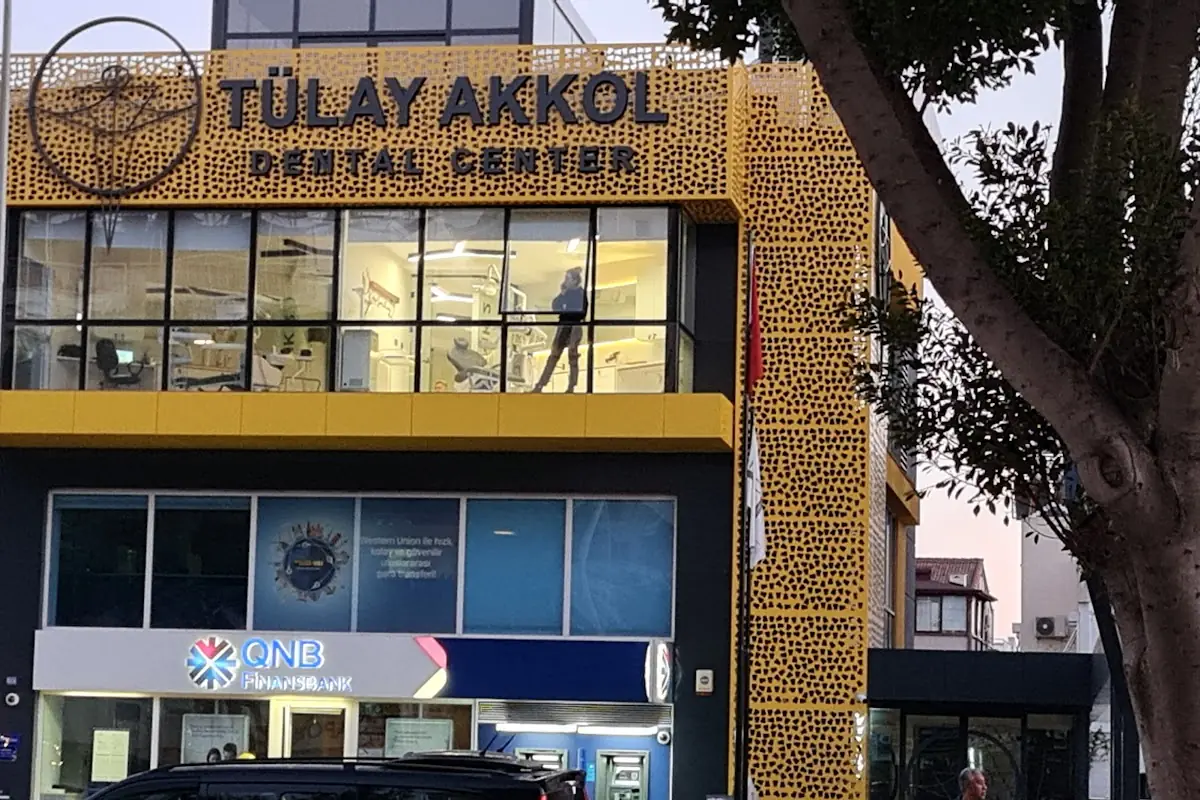 TÜLAY AKKOL
DENTAL CENTER
Western Union ile hızlı,
kolay ve güvenilir
uluslararası
para transferi!
QNB
FİNANSBANK